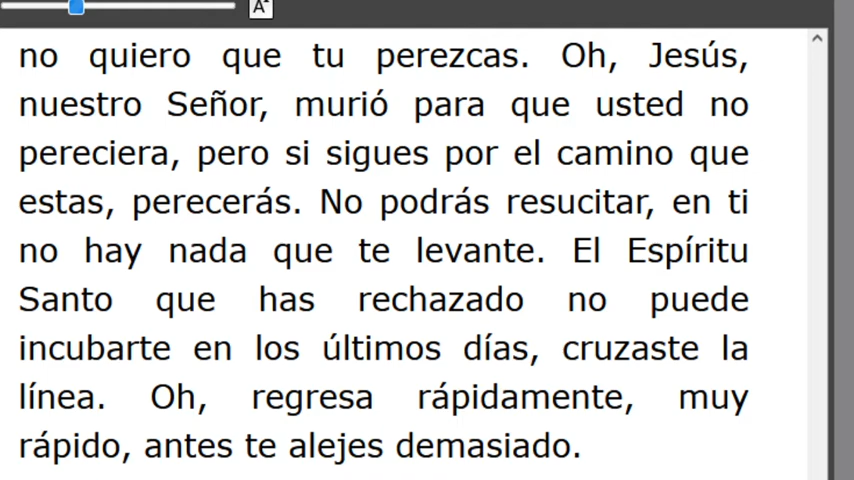 A
no quiero que tu perezcas. Oh, Jesús,
nuestro Señor, murió para que usted no
pereciera, pero si sigues por el camino que
estas, perecerás. No podrás resucitar, en ti
no hay nada que te levante. El Espíritu
Santo que has rechazado no puede
incubarte en los últimos días, cruzaste la
línea. Oh, regresa rápidamente, muy
rápido, antes te alejes demasiado.